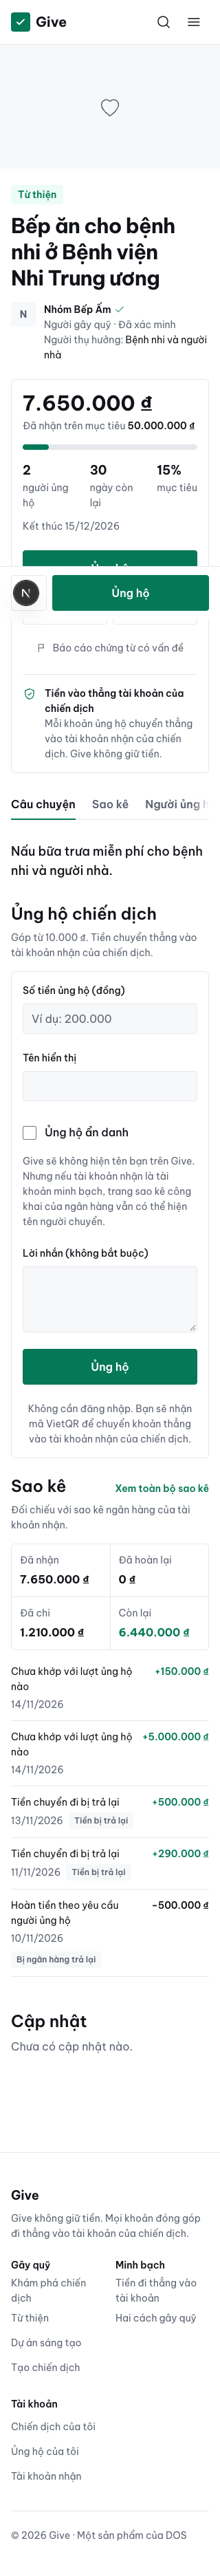 Give
Từ thiện
Bếp ăn cho bệnh
nhi ở Bệnh viện
Nhi Trung ương
N
Nhóm Bếp Ấm
Người gây quỹ · Đã xác minh
Người thụ hưởng: Bệnh nhi và người
nhà
7.650.000 ₫
Đã nhận trên mục tiêu 50.000.000 ₫
2
người ủng
hộ
30
ngày còn
lại
15%
mục tiêu
Kết thúc 15/12/2026
N
Ủng hộ
Báo cáo chứng từ có vấn đề
Tiền vào thẳng tài khoản của
chiến dịch
Mỗi khoản ủng hộ chuyển thẳng
vào tài khoản nhận của chiến
dịch. Give không giữ tiền.
Câu chuyện
Sao kê
Người ủng h
Nấu bữa trưa miễn phí cho bệnh
nhi và người nhà.
Ủng hộ chiến dịch
Góp từ 10.000 ₫. Tiền chuyển thẳng vào
tài khoản nhận của chiến dịch.
Số tiền ủng hộ (đồng)
Ví dụ: 200.000
Tên hiển thị
Ủng hộ ẩn danh
Give sẽ không hiện tên bạn trên Give.
Nhưng nếu tài khoản nhận là tài
khoản minh bạch, trang sao kê công
khai của ngân hàng vẫn có thể hiện
tên người chuyển.
Lời nhắn (không bắt buộc)
Ủng hộ
Không cần đăng nhập. Bạn sẽ nhận
mã VietQR để chuyển khoản thẳng
vào tài khoản nhận của chiến dịch.
Sao kê
Xem toàn bộ sao kê
Đối chiếu với sao kê ngân hàng của tài
khoản nhận.
Đã nhận
7.650.000 ₫
Đã hoàn lại
0 ₫
Đã chi
1.210.000 ₫
Còn lại
6.440.000 ₫
Chưa khớp với lượt ủng hộ
nào
+150.000 ₫
14/11/2026
Chưa khớp với lượt ủng hộ
nào
+5.000.000 ₫
14/11/2026
Tiền chuyển đi bị trả lại
+500.000 ₫
13/11/2026
Tiền bị trả lại
Tiền chuyển đi bị trả lại
+290.000 ₫
11/11/2026
Tiền bị trả lại
Hoàn tiền theo yêu cầu
người ủng hộ
−500.000 ₫
10/11/2026
Bị ngân hàng trả lại
Cập nhật
Chưa có cập nhật nào.
Give
Give không giữ tiền. Mọi khoản đóng góp
đi thẳng vào tài khoản của chiến dịch.
Gây quỹ
Khám phá chiến
dịch
Từ thiện
Dự án sáng tạo
Tạo chiến dịch
Minh bạch
Tiền đi thẳng vào
tài khoản
Hai cách gây quỹ
Tài khoản
Chiến dịch của tôi
Ủng hộ của tôi
Tài khoản nhận
© 2026 Give · Một sản phẩm của DOS